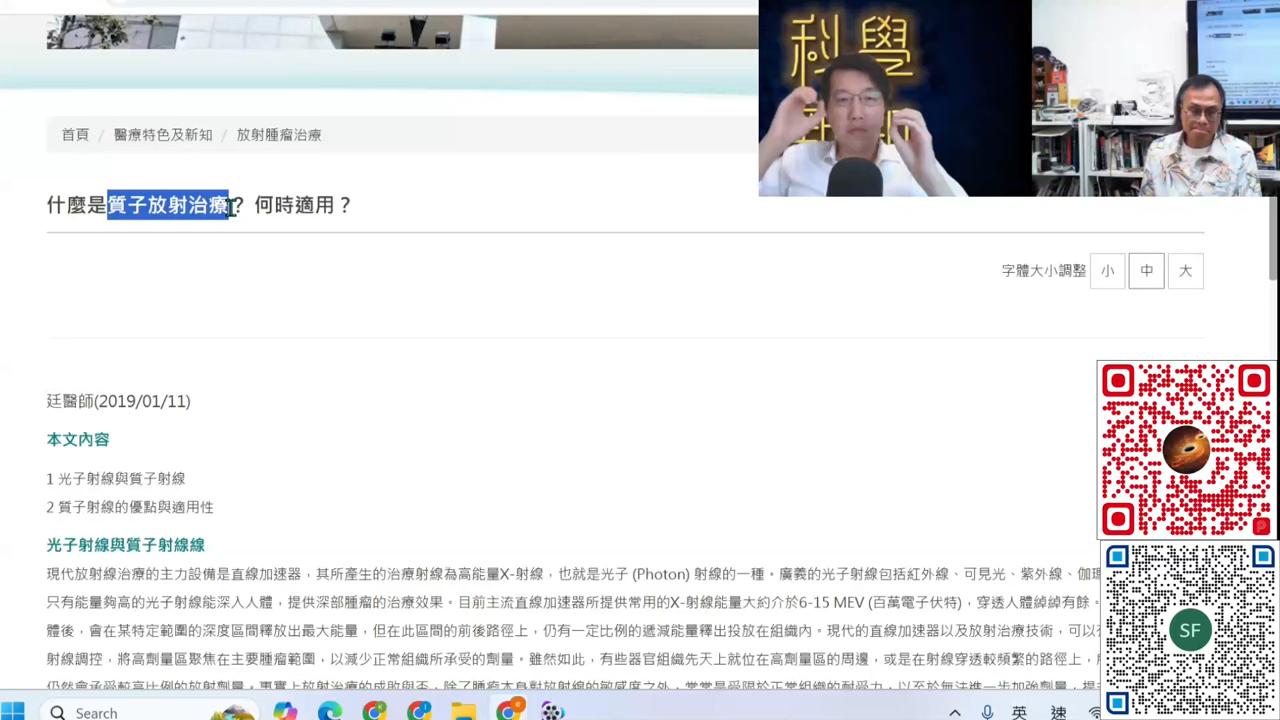 科學
首頁 / 醫療特色及新知 / 放射腫瘤治療
什麼是質子放射治療？ 何時適用？
字體大小調整 小 中 大
廷醫師(2019/01/11)
本文內容
1 光子射線與質子射線
2 質子射線的優點與適用性
光子射線與質子射線線
現代放射線治療的主力設備是直線加速器，其所產生的治療射線為高能量X-射線，也就是光子 (Photon) 射線的一種。廣義的光子射線包括紅外線、可見光、紫外線、伽
只有能量夠高的光子射線能深人人體，提供深部腫瘤的治療效果。目前主流直線加速器所提供常用的X-射線能量大約介於6-15 MEV (百萬電子伏特)，穿透人體綽綽有餘。
體後，會在某特定範圍的深度區間釋放出最大能量，但在此區間的前後路徑上，仍有一定比例的遞減能量釋出投放在組織內。現代的直線加速器以及放射治療技術，可以
射線調控，將高劑量區聚焦在主要腫瘤範圍，以減少正常組織所承受的劑量。雖然如此，有些器官組織先天上就位在高劑量區的周邊，或是在射線穿透較頻繁的路徑上，
仍然會承受較高比例的放射劑量。
SF
Search
英 速